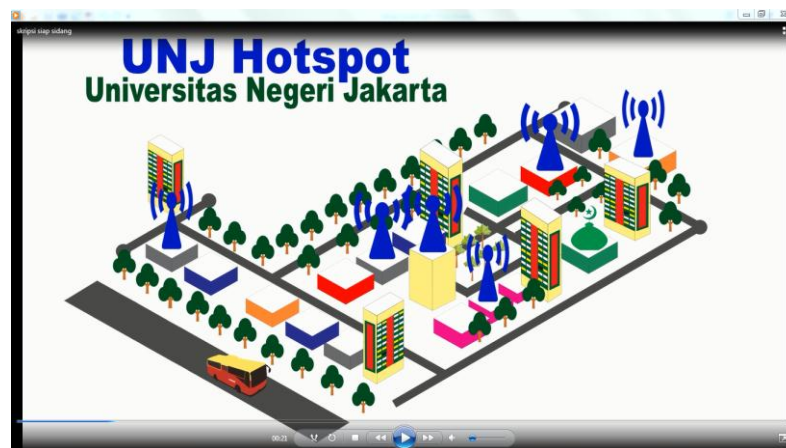 skripsi siap sidang
UNJ Hotspot
Universitas Negeri Jakarta
00:21